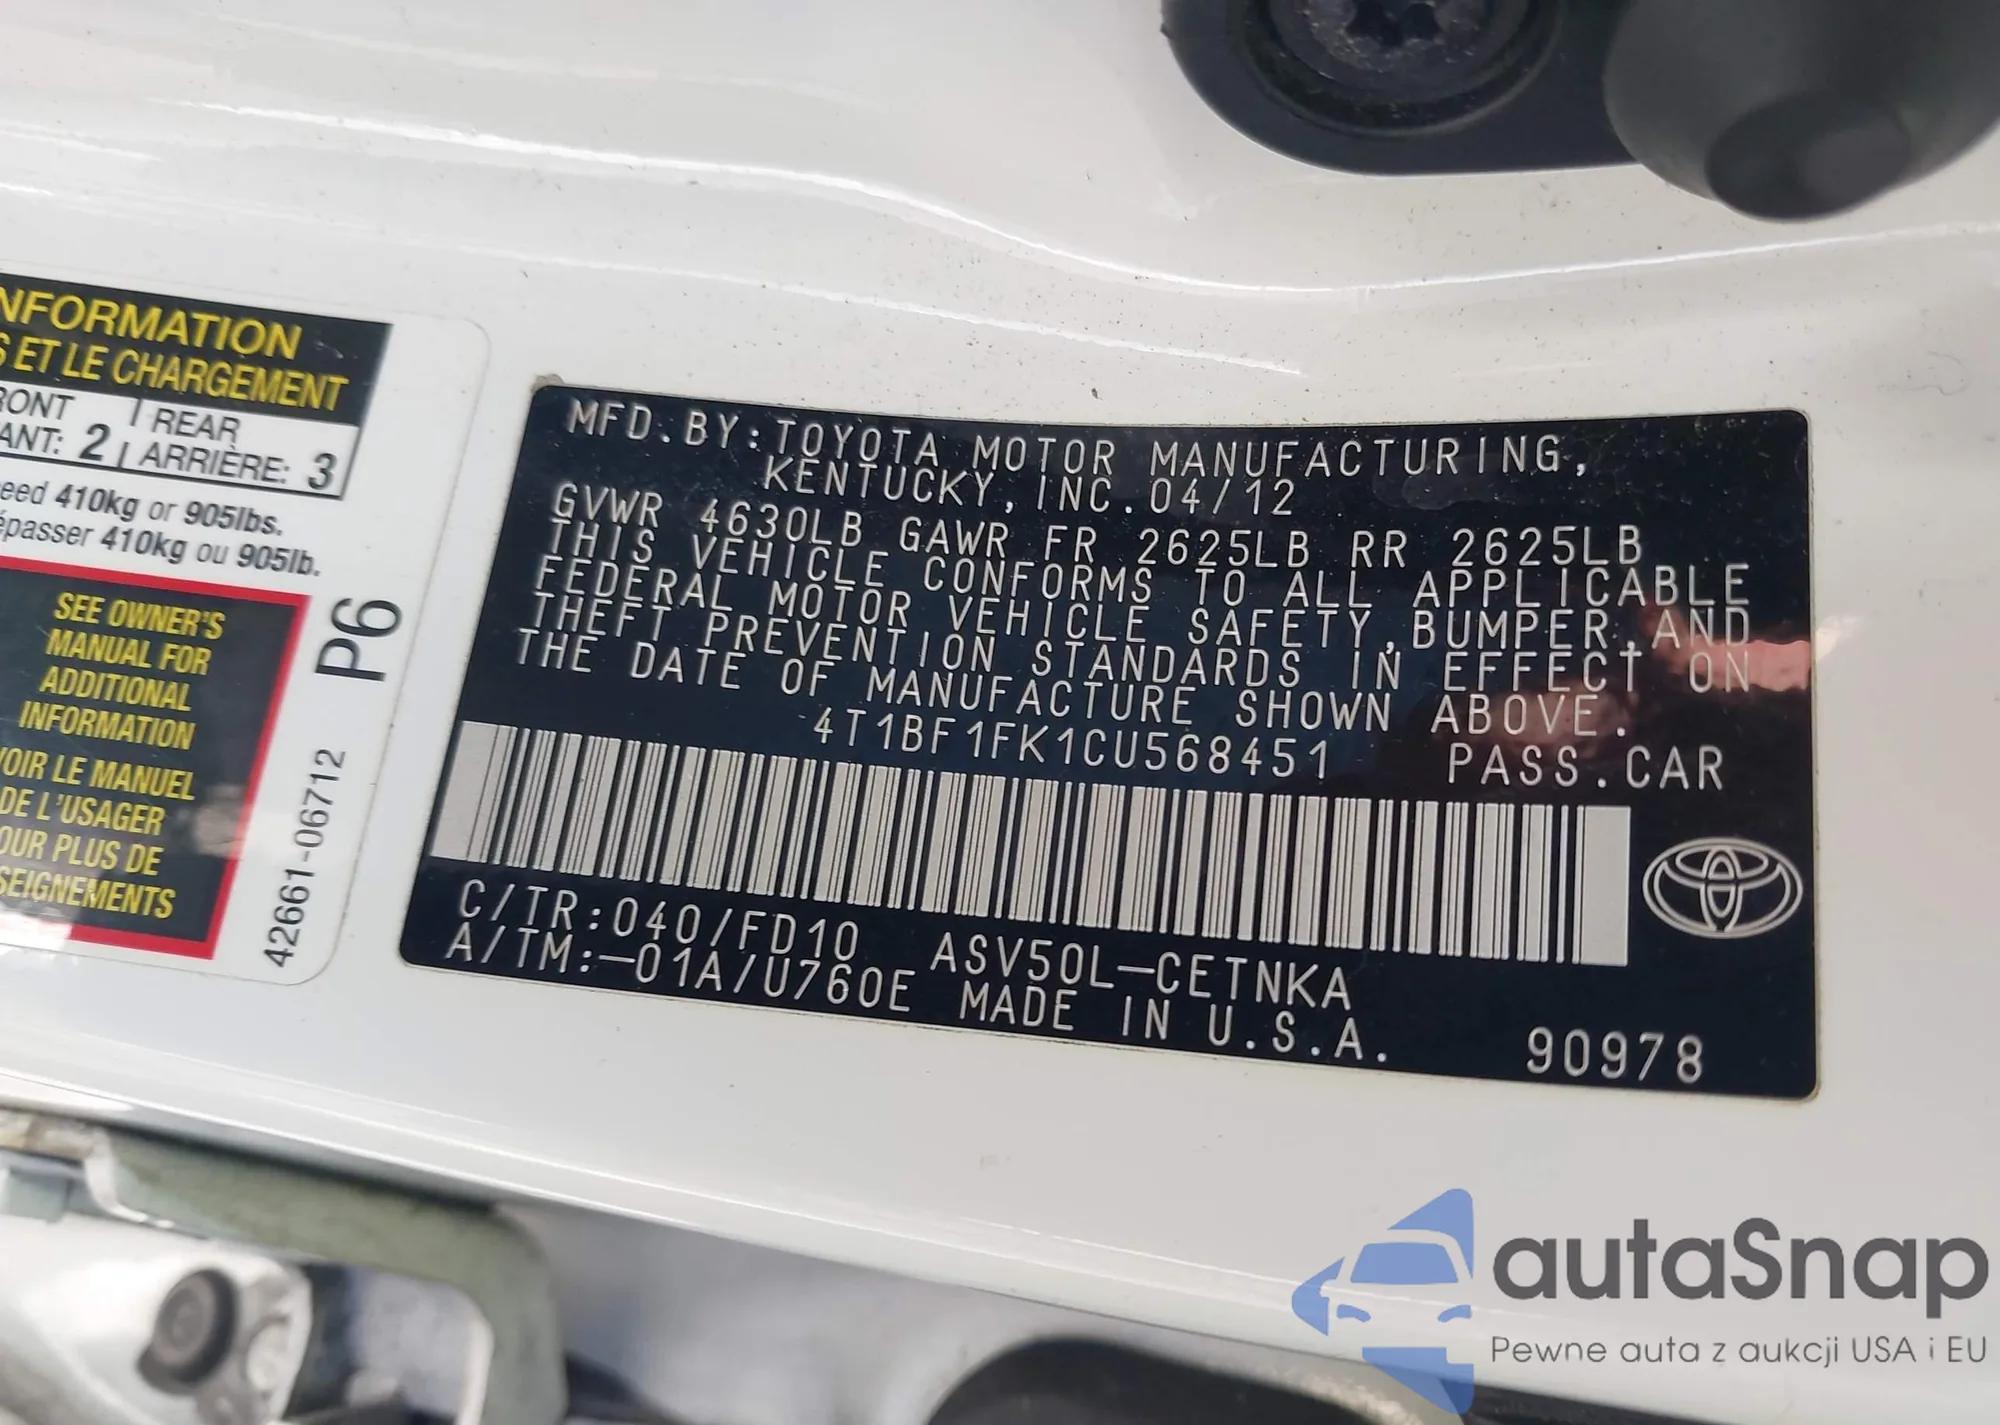 NFORMATION
S ET LE CHARGEMENT
RONT | REAR
ANT: 2 | ARRIÈRE: 3
eed 410kg or 905lbs.
épasser 410kg ou 905lb.
SEE OWNER'S
MANUAL FOR
ADDITIONAL
INFORMATION
VOIR LE MANUEL
DE L'USAGER
OUR PLUS DE
SEIGNEMENTS
P6
42661-06712
MFD.BY:TOYOTA MOTOR MANUFACTURING,
KENTUCKY, INC. 04/12
GVWR 4630LB GAWR FR 2625LB RR 2625LB
THIS VEHICLE CONFORMS TO ALL APPLICABLE
FEDERAL MOTOR VEHICLE SAFETY,BUMPER,AND
THEFT PREVENTION STANDARDS IN EFFECT ON
THE DATE OF MANUFACTURE SHOWN ABOVE.
4T1BF1FK1CU568451 PASS.CAR
C/TR:040/FD10 ASV50L-CETNKA
A/TM:-01A/U760E MADE IN U.S.A.
90978
autaSnap
Pewne auta z aukcji USA i EU